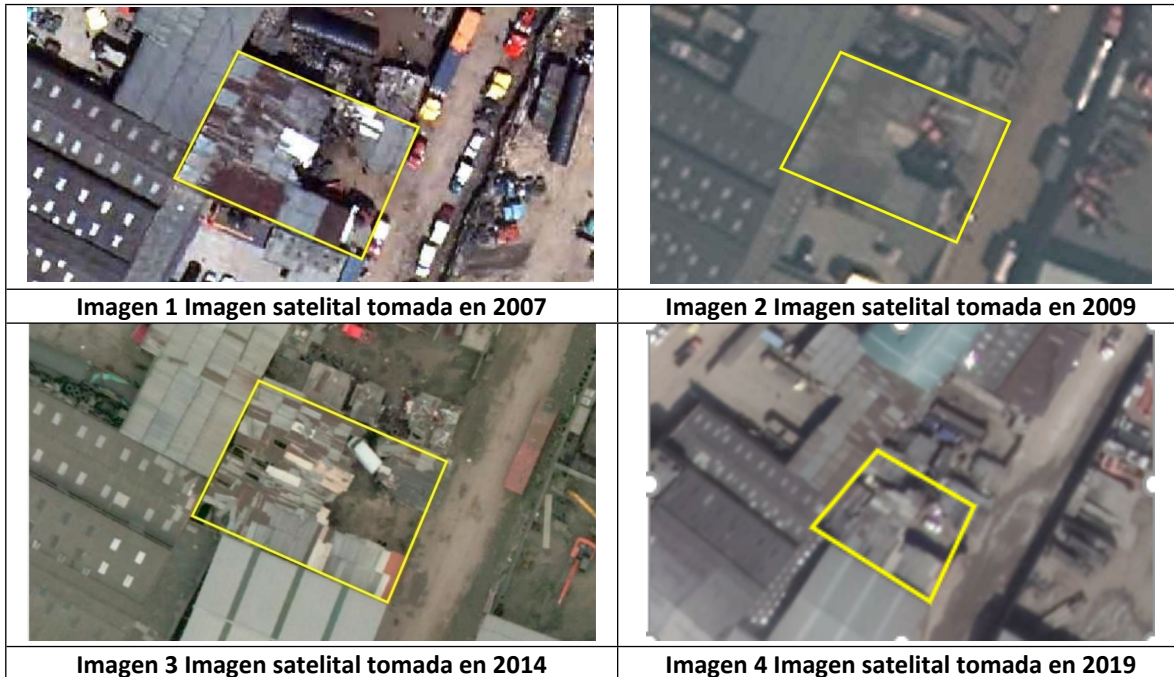 Imagen 1 Imagen satelital tomada en 2007
Imagen 2 Imagen satelital tomada en 2009
Imagen 3 Imagen satelital tomada en 2014
Imagen 4 Imagen satelital tomada en 2019